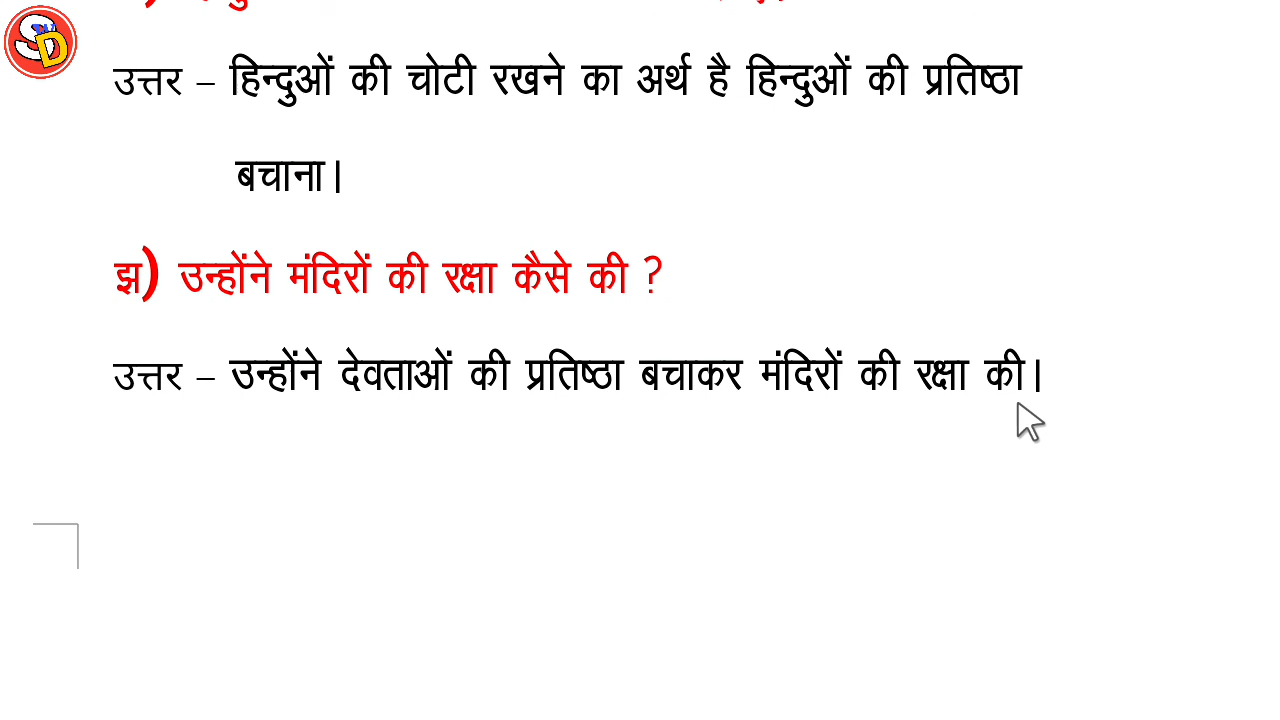 उत्तर – हिन्दुओं की चोटी रखने का अर्थ है हिन्दुओं की प्रतिष्ठा
बचाना।
झ) उन्होंने मंदिरों की रक्षा कैसे की ?
उत्तर – उन्होंने देवताओं की प्रतिष्ठा बचाकर मंदिरों की रक्षा की।